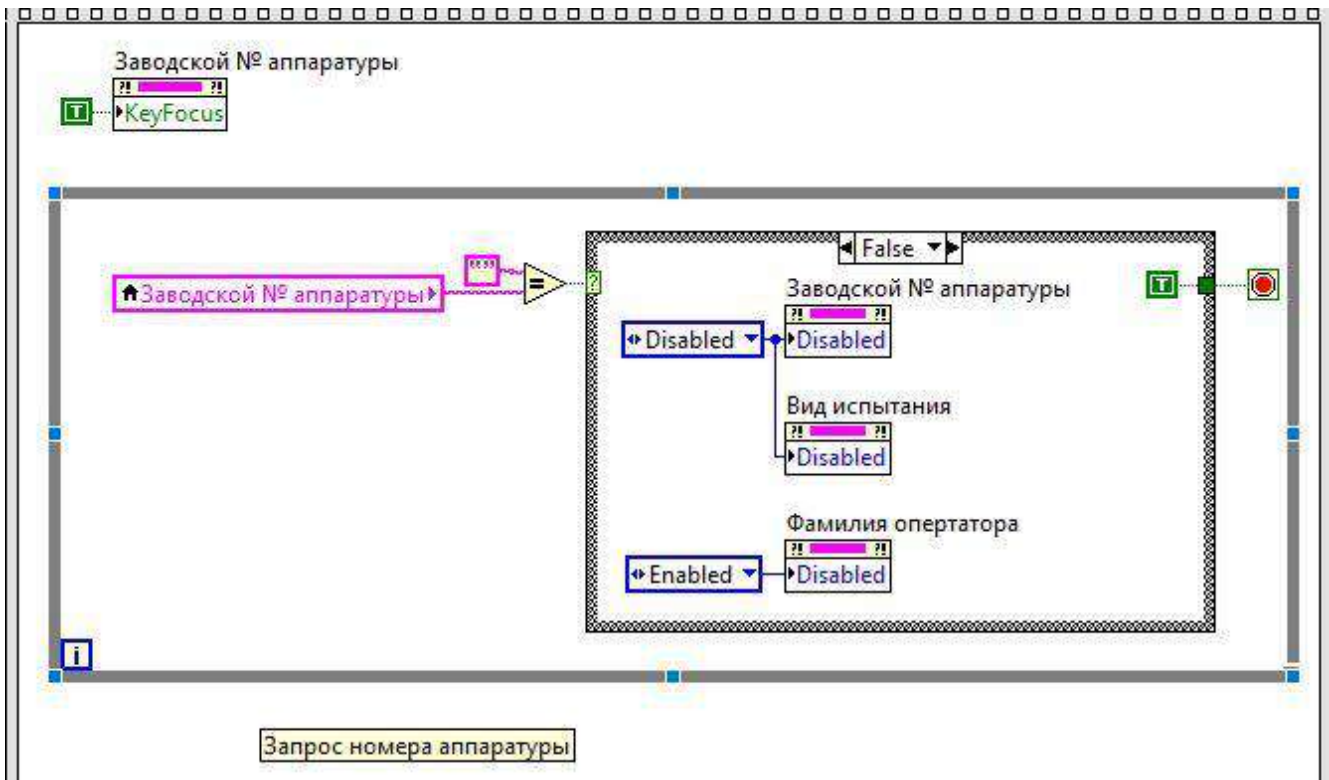 Заводской № аппаратуры
?! ?!
T KeyFocus
Заводской № аппаратуры
""
=
?
False
T
Заводской № аппаратуры
?! ?!
Disabled Disabled
Вид испытания
?! ?!
Disabled
Фамилия опертатора
?! ?!
Enabled Disabled
i
Запрос номера аппаратуры